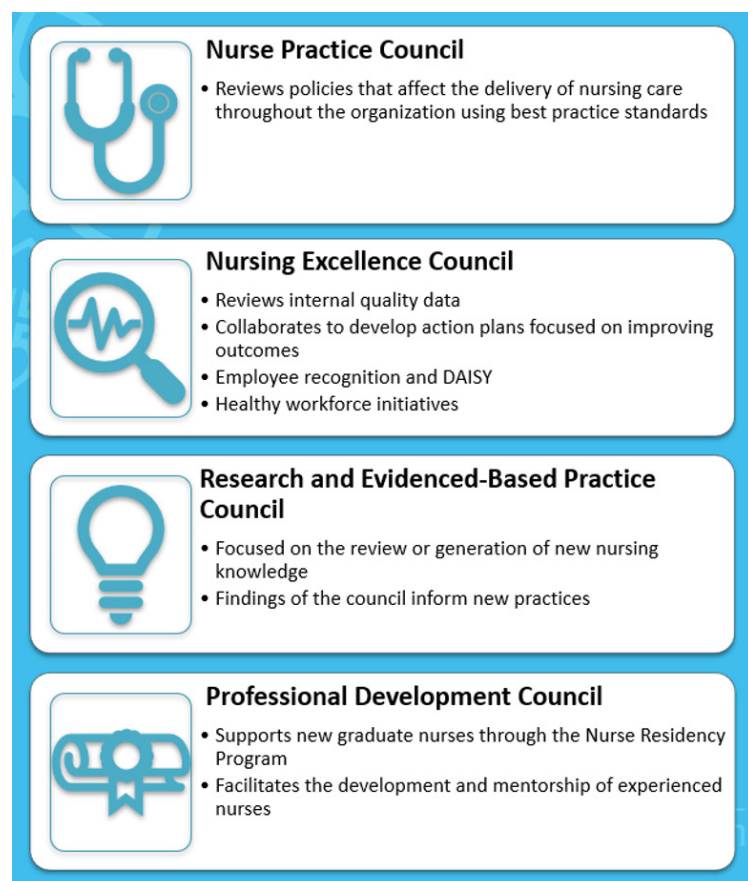 Nurse Practice Council
• Reviews policies that affect the delivery of nursing care
throughout the organization using best practice standards
Nursing Excellence Council
• Reviews internal quality data
• Collaborates to develop action plans focused on improving
outcomes
• Employee recognition and DAISY
• Healthy workforce initiatives
Research and Evidenced-Based Practice
Council
• Focused on the review or generation of new nursing
knowledge
• Findings of the council inform new practices
Professional Development Council
• Supports new graduate nurses through the Nurse Residency
Program
• Facilitates the development and mentorship of experienced
nurses